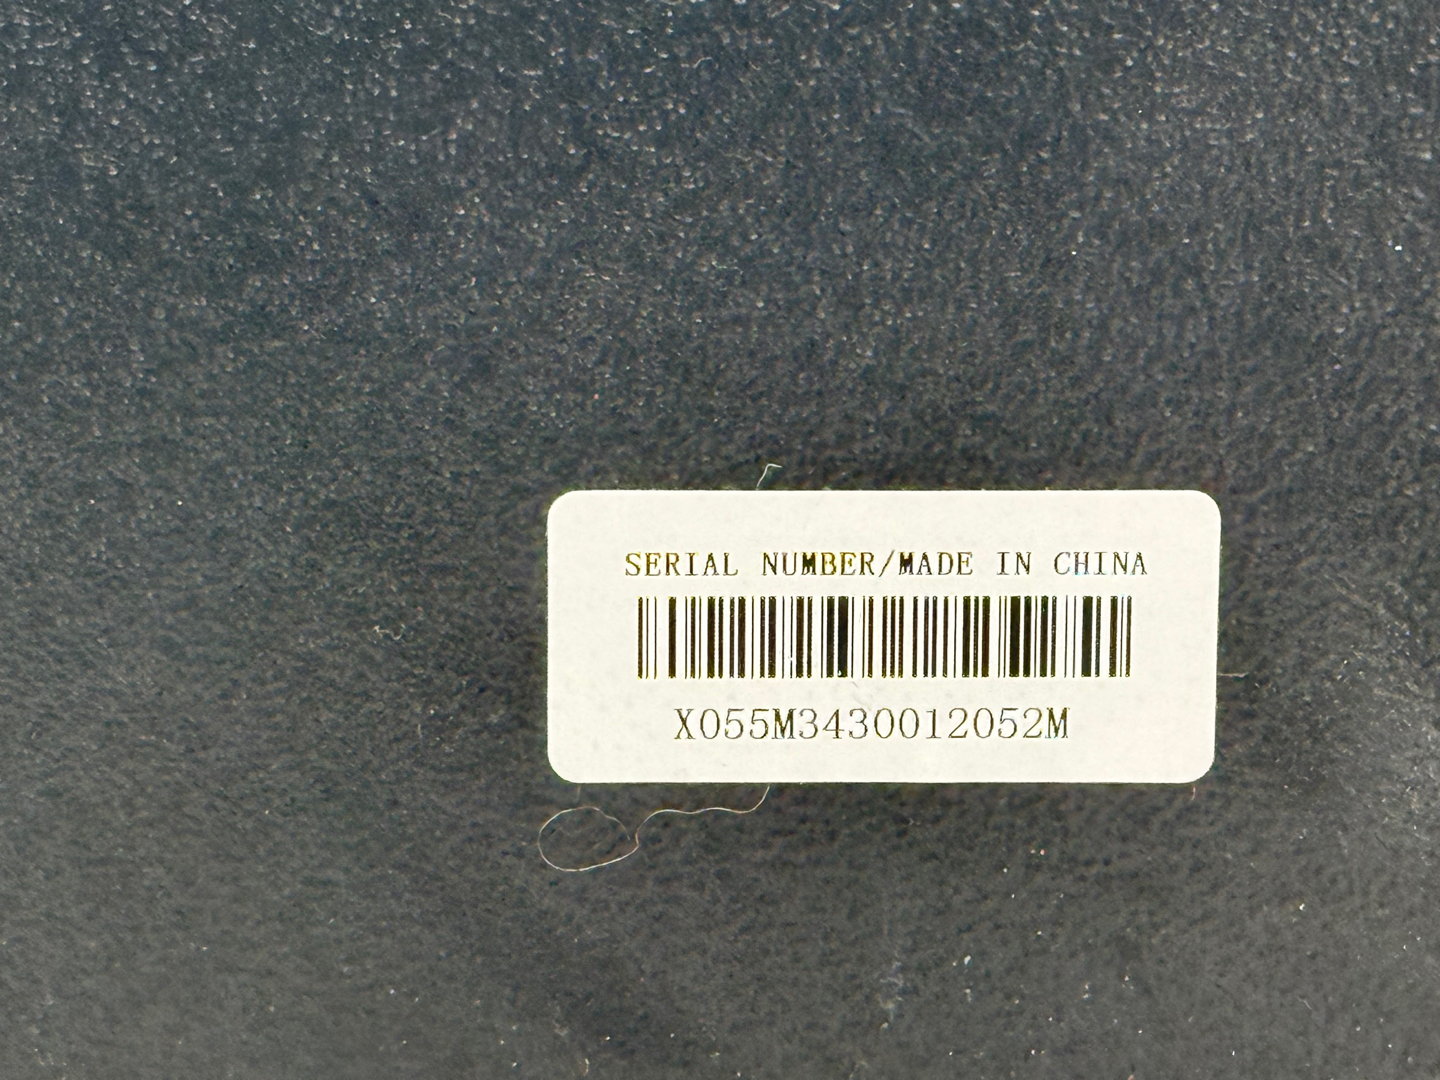 SERIAL NUMBER/MADE IN CHINA
X055M3430012052M